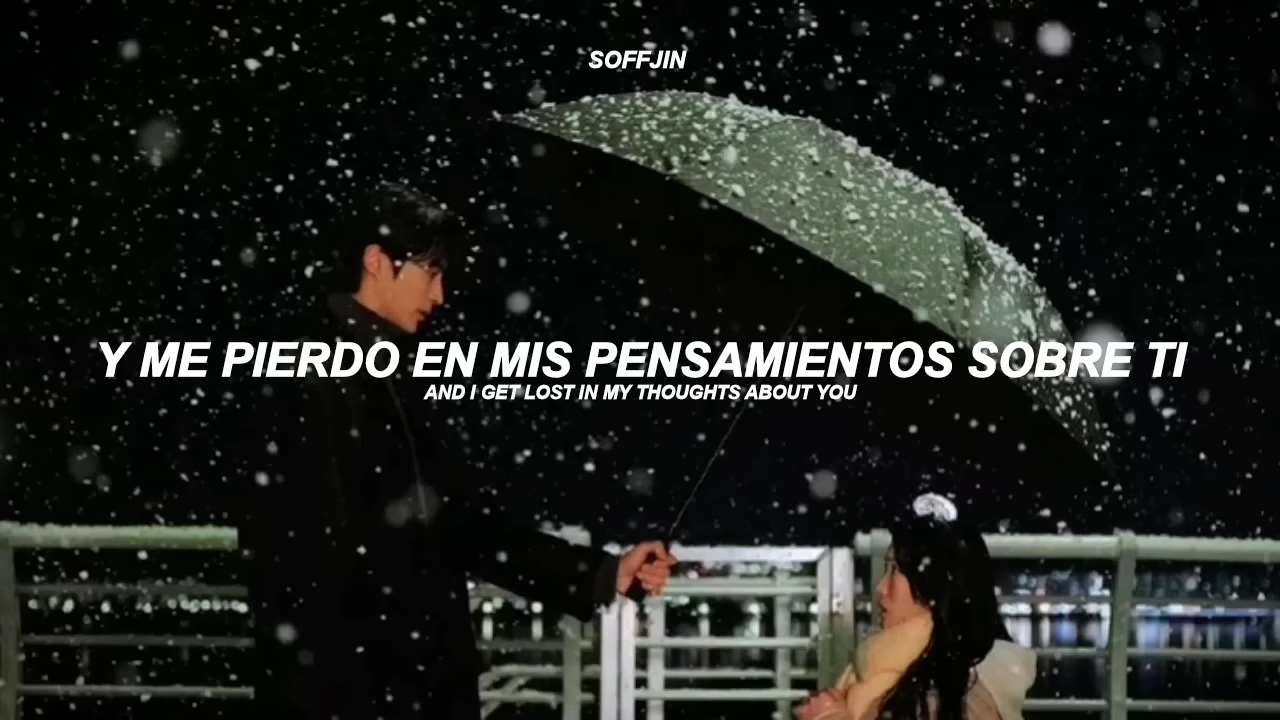 SOFFJIN
Y ME PIERDO EN MIS PENSAMIENTOS SOBRE TI
AND I GET LOST IN MY THOUGHTS ABOUT YOU